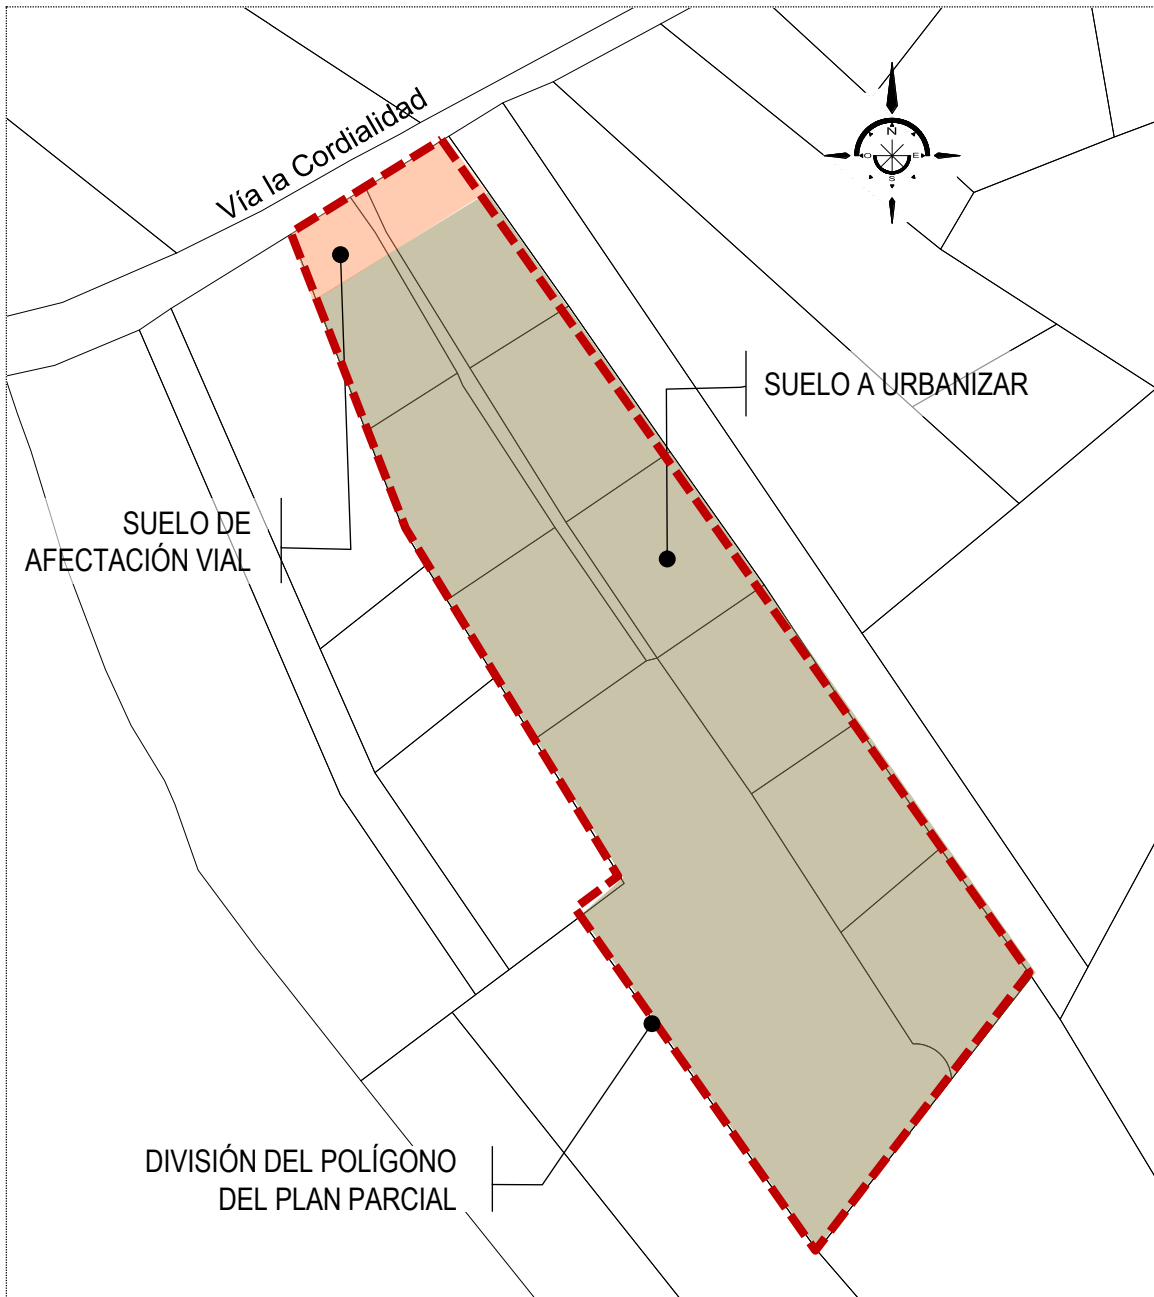 Vía la Cordialidad
N
O
E
S
SUELO A URBANIZAR
SUELO DE
AFECTACIÓN VIAL
DIVISIÓN DEL POLÍGONO
DEL PLAN PARCIAL